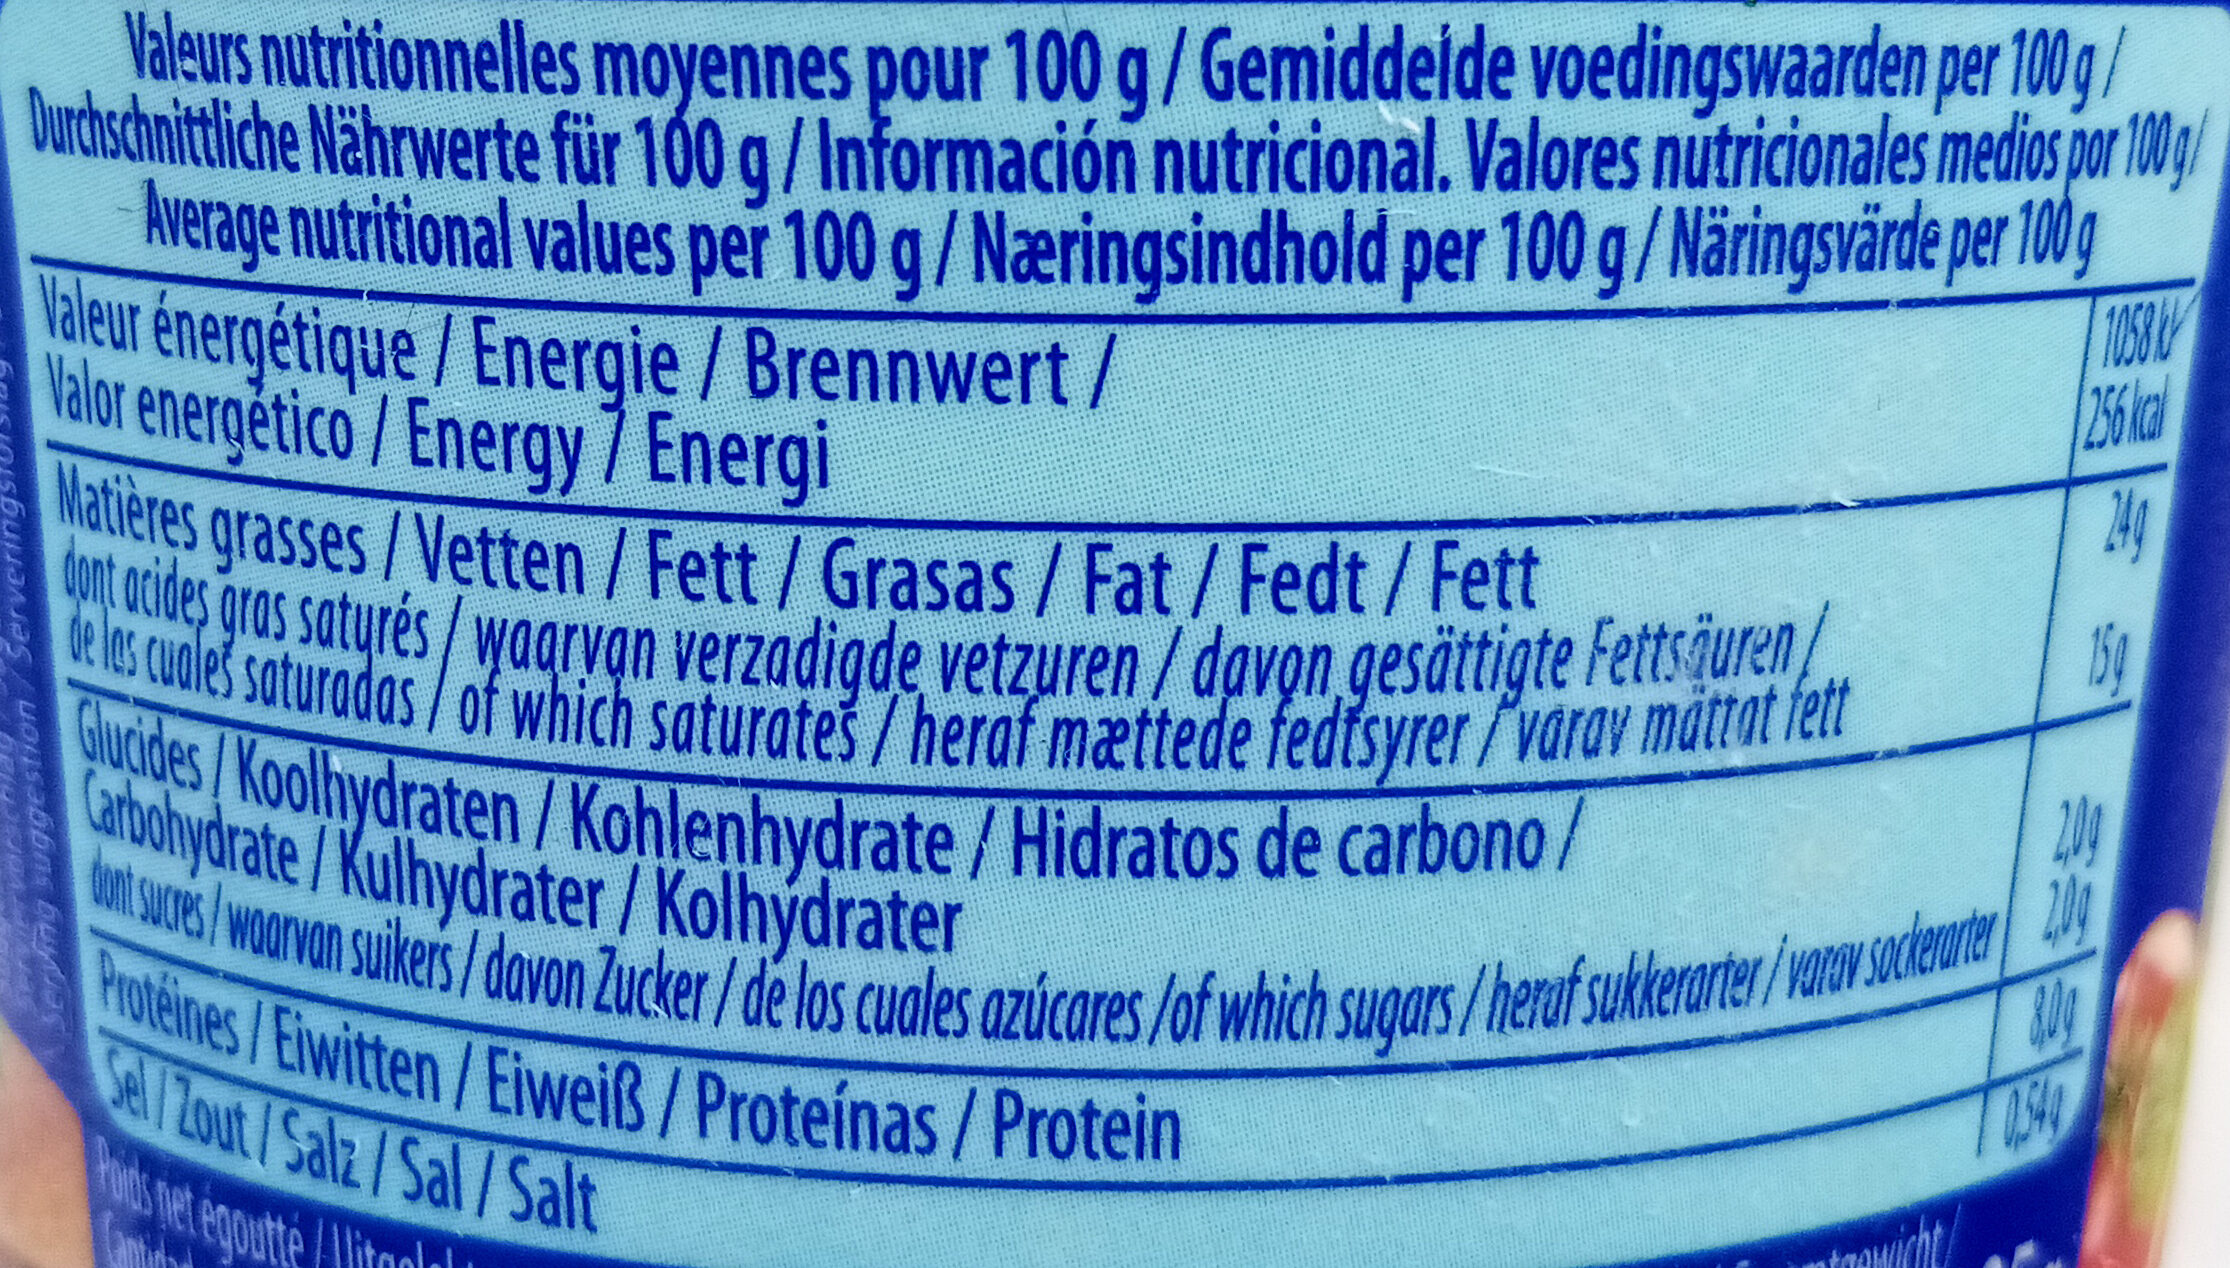 Valeurs nutritionnelles moyennes pour 100 g / Gemiddelde voedingswaarden per 100 g /
Durchschnittliche Nährwerte für 100 g / Información nutricional. Valores nutricionales medios por 100 g /
Average nutritional values per 100 g / Næringsindhold per 100 g / Näringsvärde per 100 g
Valeur énergétique / Energie / Brennwert /
Valor energético / Energy / Energi
1058 kJ/
256 kcal
Matières grasses / Vetten / Fett / Grasas / Fat / Fedt / Fett
24 g
dont acides gras saturés / waarvan verzadigde vetzuren / davon gesättigte Fettsäuren /
de las cuales saturadas / of which saturates / heraf mættede fedtsyrer / varav mättat fett
15 g
Glucides / Koolhydraten / Kohlenhydrate / Hidratos de carbono /
Carbohydrate / Kulhydrater / Kolhydrater
2,0 g
dont sucres / waarvan suikers / davon Zucker / de los cuales azúcares /of which sugars / heraf sukkerarter / varav sockerarter
2,0 g
Protéines / Eiwitten / Eiweiß / Proteínas / Protein
8,0 g
Sel / Zout / Salz / Sal / Salt
0,54 g
Poids net égoutté /
Serving suggestion / Serveringsförslag